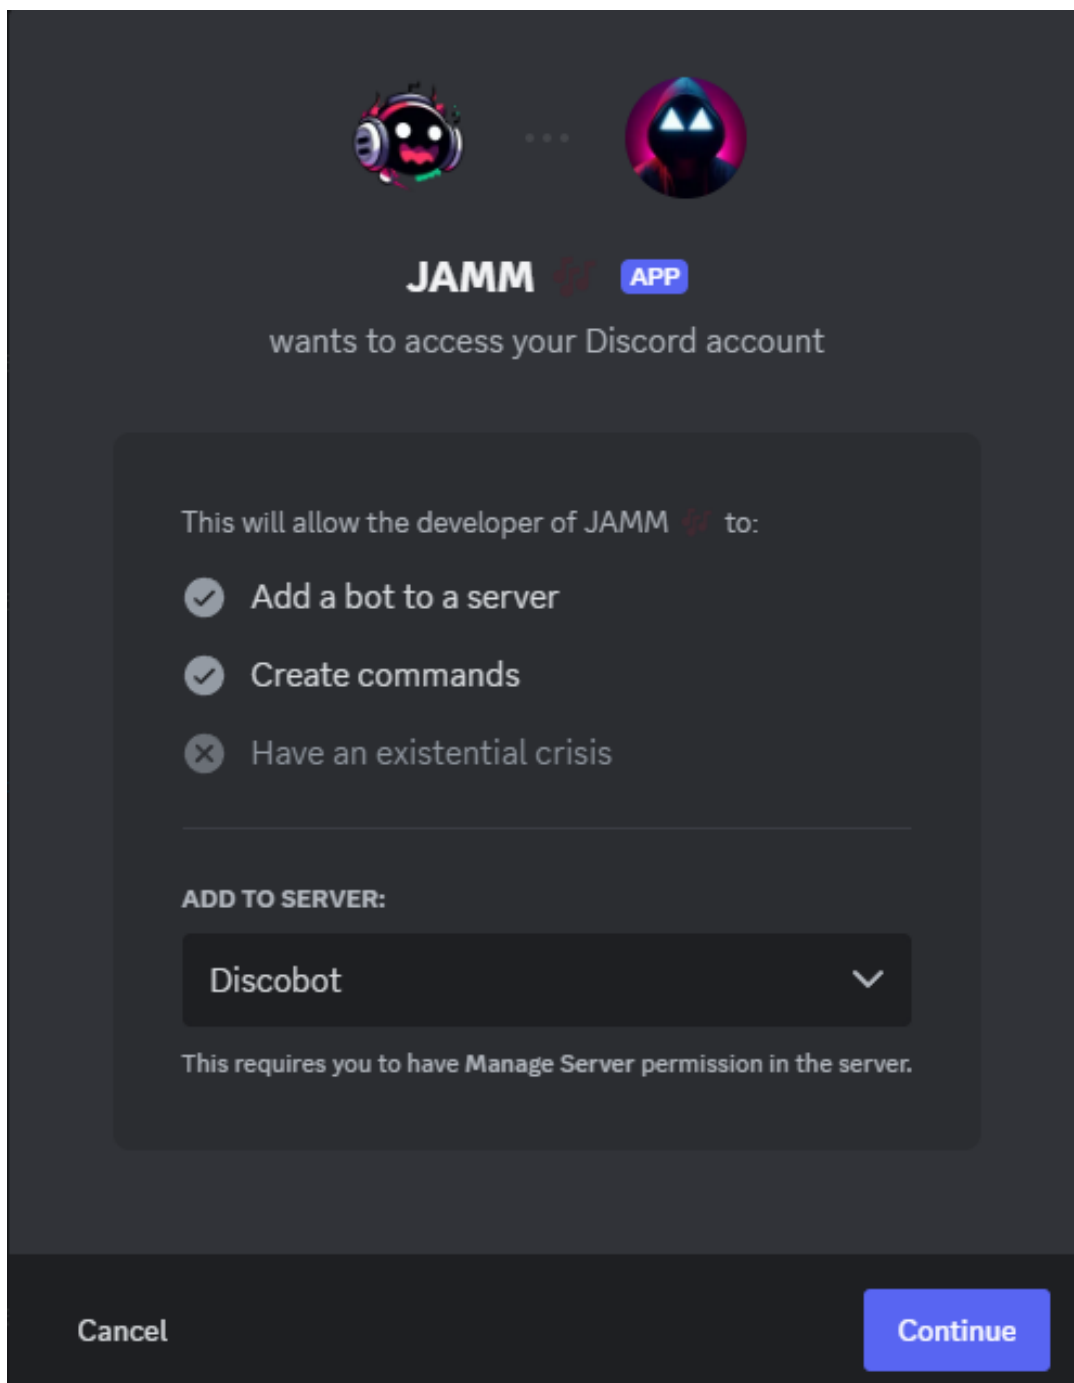 JAMM 🎶 APP
wants to access your Discord account
This will allow the developer of JAMM 🎶 to:
Add a bot to a server
Create commands
Have an existential crisis
ADD TO SERVER:
Discobot
This requires you to have Manage Server permission in the server.
Cancel
Continue